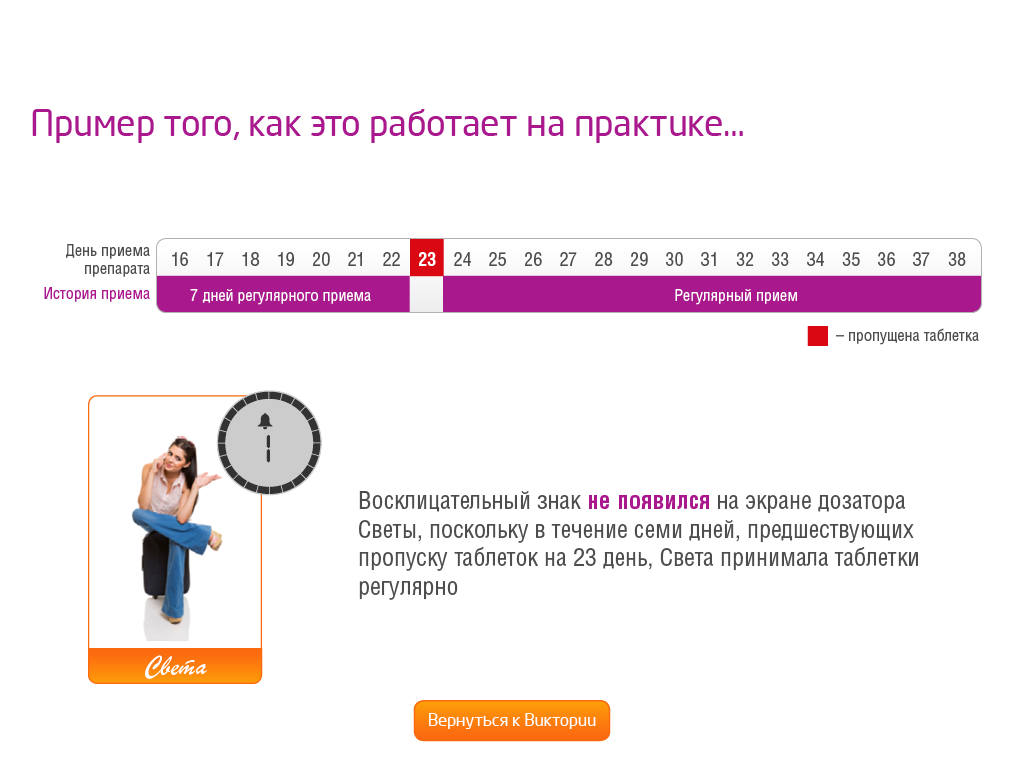 Пример того, как это работает на практике...
День приема
препарата
16 17 18 19 20 21 22 23 24 25 26 27 28 29 30 31 32 33 34 35 36 37 38
История приема
7 дней регулярного приема
Регулярный прием
– пропущена таблетка
1
Восклицательный знак не появился на экране дозатора
Светы, поскольку в течение семи дней, предшествующих
пропуску таблеток на 23 день, Света принимала таблетки
регулярно
Света
Вернуться к Виктории